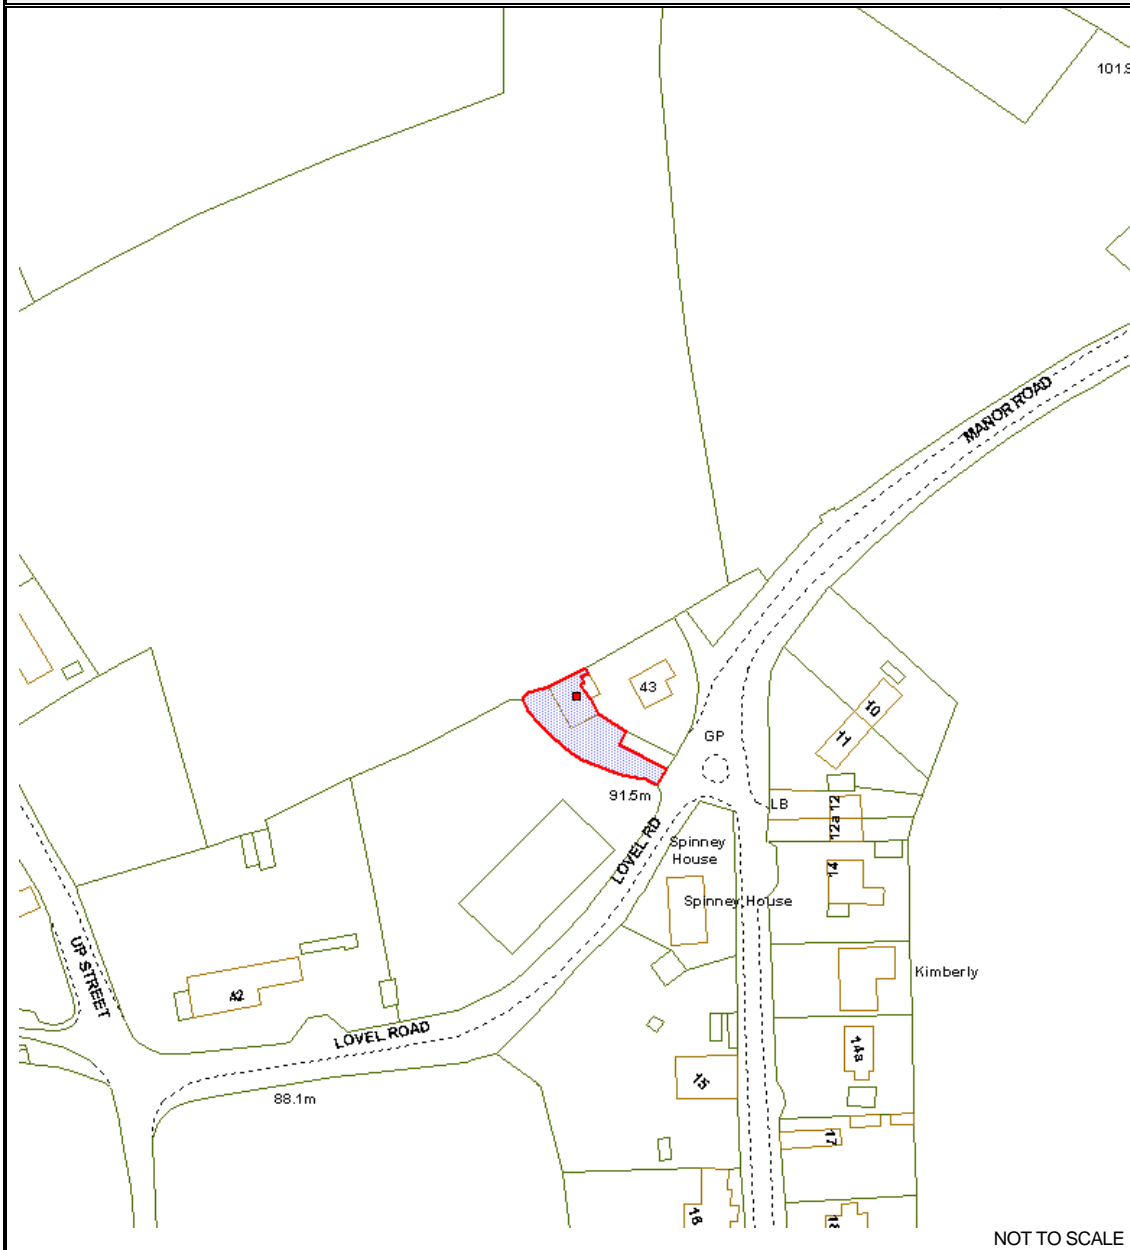 101.9
MANOR ROAD
43
10
11
GP
91.5m
LB
12
12a
LOVEL RD
Spinney
House
14
Spinney House
UP STREET
42
Kimberly
LOVEL ROAD
14a
15
88.1m
17
16
18
NOT TO SCALE